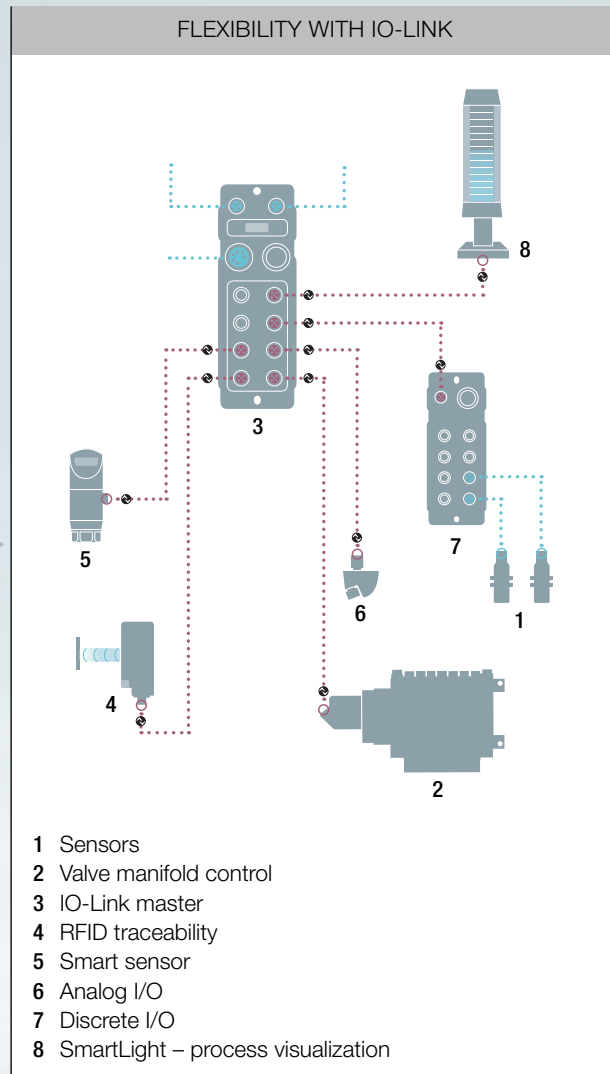 FLEXIBILITY WITH IO-LINK
8
3
7
5
6
1
4
2
1 Sensors
2 Valve manifold control
3 IO-Link master
4 RFID traceability
5 Smart sensor
6 Analog I/O
7 Discrete I/O
8 SmartLight – process visualization